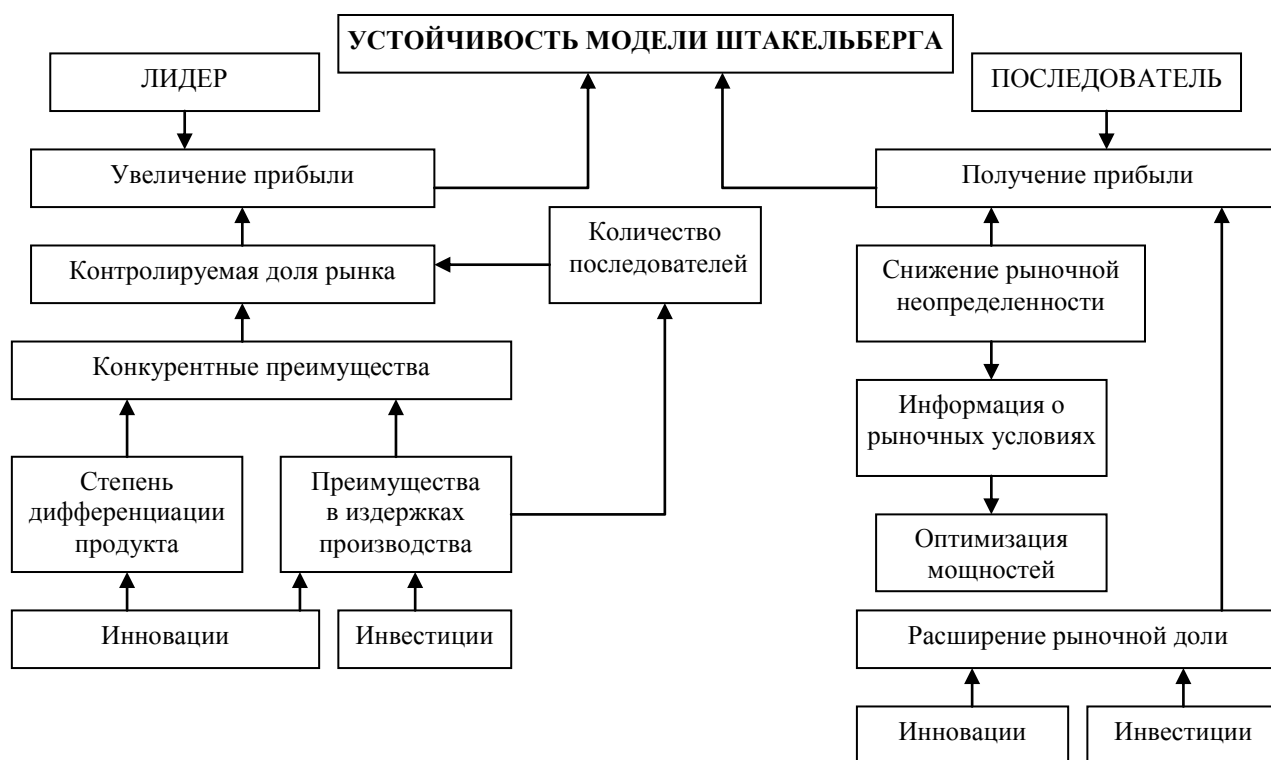 УСТОЙЧИВОСТЬ МОДЕЛИ ШТАКЕЛЬБЕРГА
ЛИДЕР
ПОСЛЕДОВАТЕЛЬ
Увеличение прибыли
Получение прибыли
Количество
последователей
Контролируемая доля рынка
Снижение рыночной
неопределенности
Конкурентные преимущества
Информация о
рыночных условиях
Степень
дифференциации
продукта
Преимущества
в издержках
производства
Оптимизация
мощностей
Инновации
Инвестиции
Расширение рыночной доли
Инновации
Инвестиции